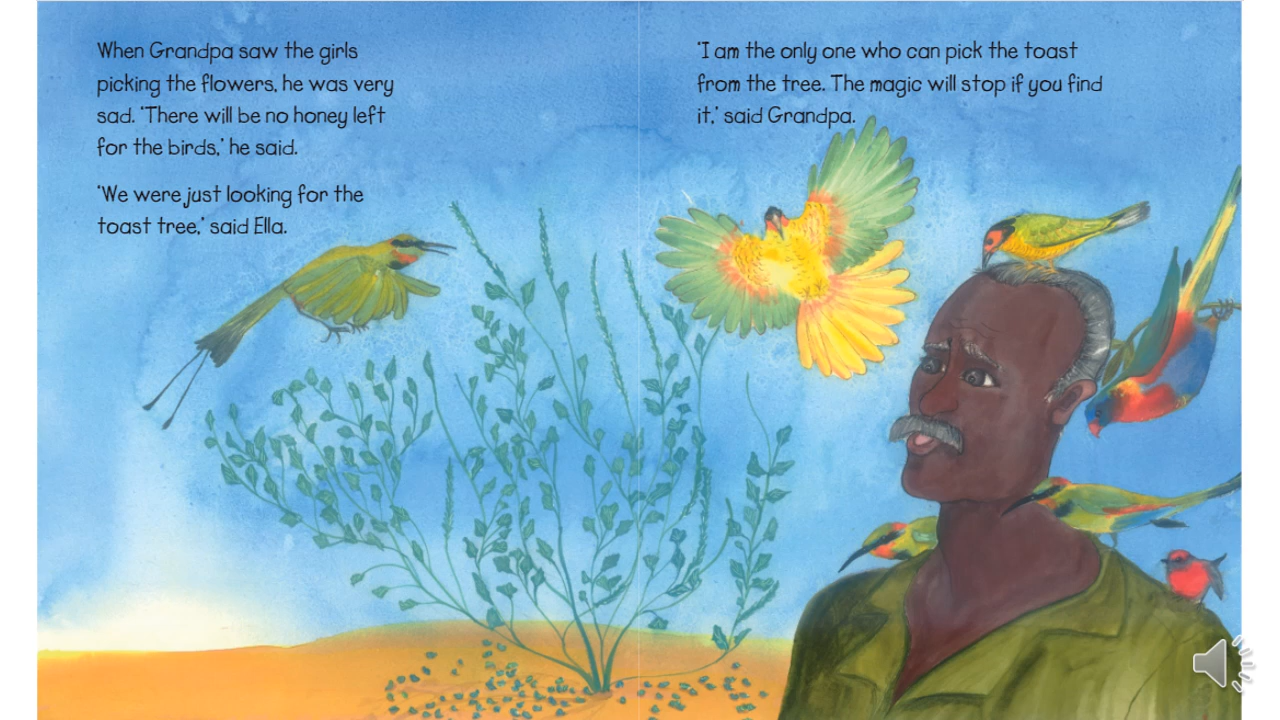 When Grandpa saw the girls
picking the flowers, he was very
sad. ‘There will be no honey left
for the birds,’ he said.
‘We were just looking for the
toast tree,’ said Ella.
‘I am the only one who can pick the toast
from the tree. The magic will stop if you find
it,’ said Grandpa.